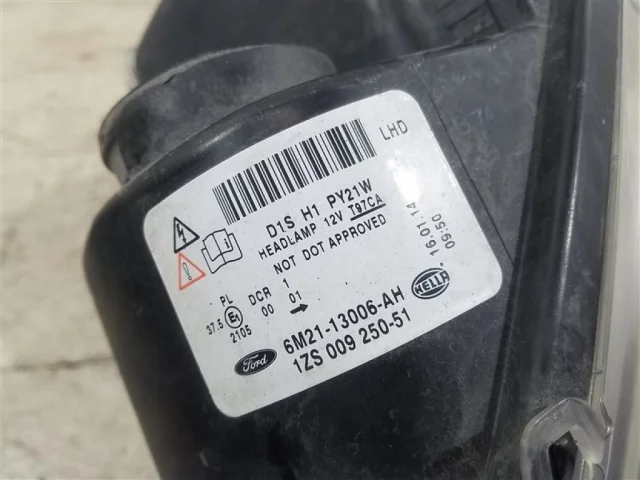 LHD
D1S H1 PY21W
HEADLAMP 12V T97CA
NOT DOT APPROVED
16.01.14
09:50
PL DCR 1
37.5 E1 00 01
2105
HELLA
6M21-13006-AH
Ford
1ZS 009 250-51